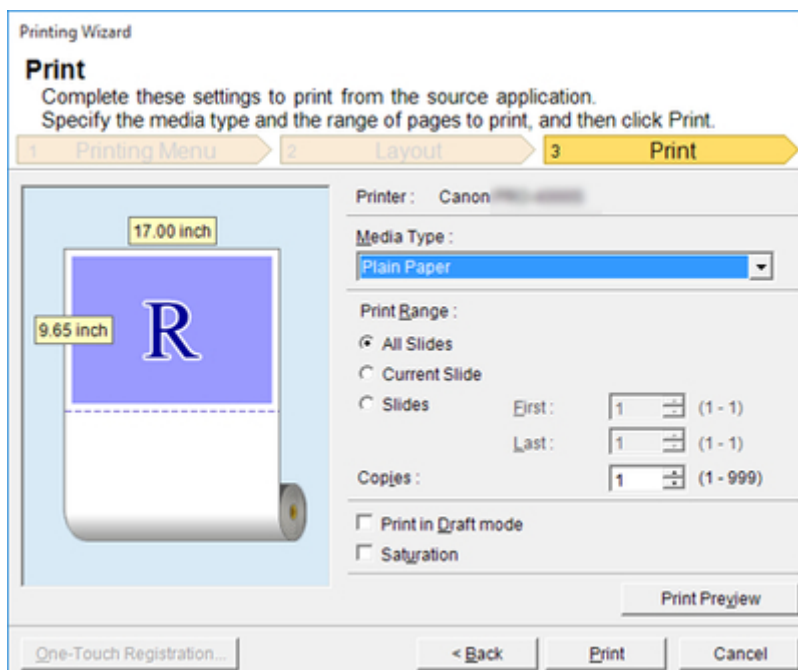 Printing Wizard
Print
Complete these settings to print from the source application.
Specify the media type and the range of pages to print, and then click Print.
1 Printing Menu 2 Layout 3 Print
Printer : Canon
17.00 inch
Media Type :
Plain Paper
9.65 inch
R
Print Range :
All Slides
Current Slide
Slides First : 1 (1 - 1)
Last : 1 (1 - 1)
Copies : 1 (1 - 999)
Print in Draft mode
Saturation
Print Preview
One-Touch Registration... < Back Print Cancel